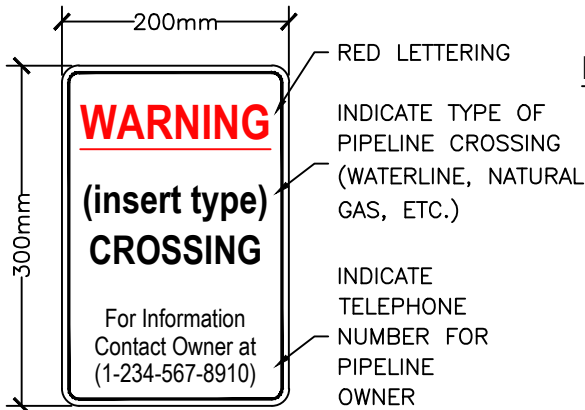 200mm
300mm
WARNING
(insert type)
CROSSING
For Information
Contact Owner at
(1-234-567-8910)
RED LETTERING
INDICATE TYPE OF
PIPELINE CROSSING
(WATERLINE, NATURAL
GAS, ETC.)
INDICATE
TELEPHONE
NUMBER FOR
PIPELINE
OWNER